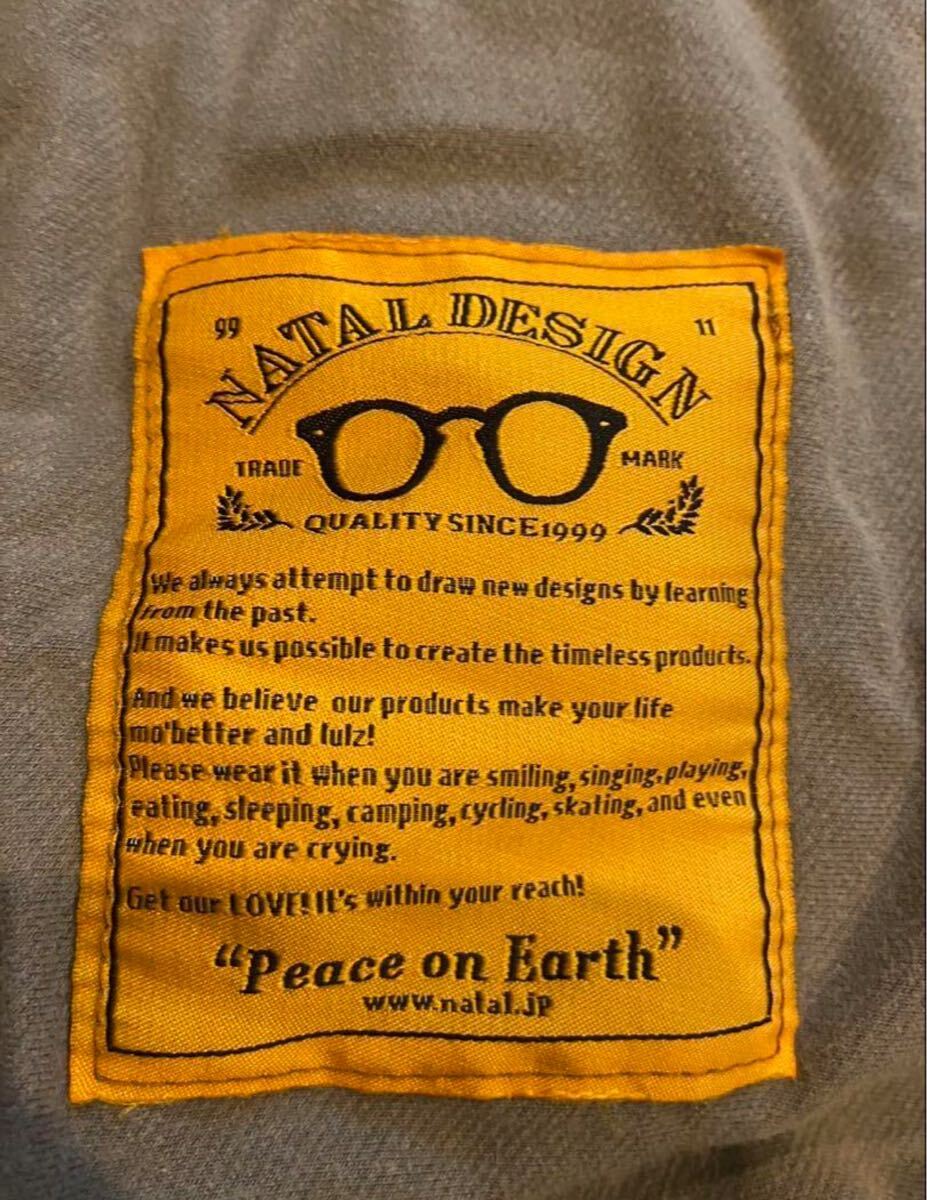 99 NATAL DESIGN 11
TRADE MARK
QUALITY SINCE 1999
We always attempt to draw new designs by learning
from the past.
It makes us possible to create the timeless products.
And we believe our products make your life
mo'better and lulz!
Please wear it when you are smiling, singing, playing,
eating, sleeping, camping, cycling, skating, and even
when you are crying.
Get our LOVE! It's within your reach!
"Peace on Earth"
www.natal.jp